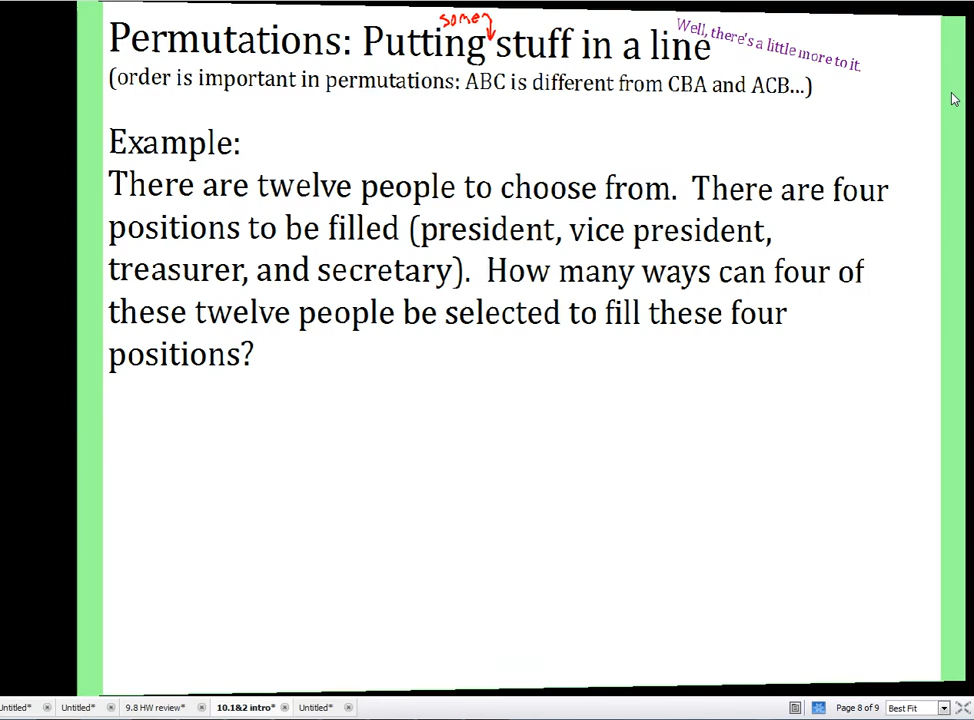 some
Permutations: Putting stuff in a line
Well, there's a little more to it.
(order is important in permutations: ABC is different from CBA and ACB...)
Example:
There are twelve people to choose from. There are four
positions to be filled (president, vice president,
treasurer, and secretary). How many ways can four of
these twelve people be selected to fill these four
positions?
Untitled* Untitled* 9.8 HW review* 10.1&2 intro* Untitled* Page 8 of 9 Best Fit